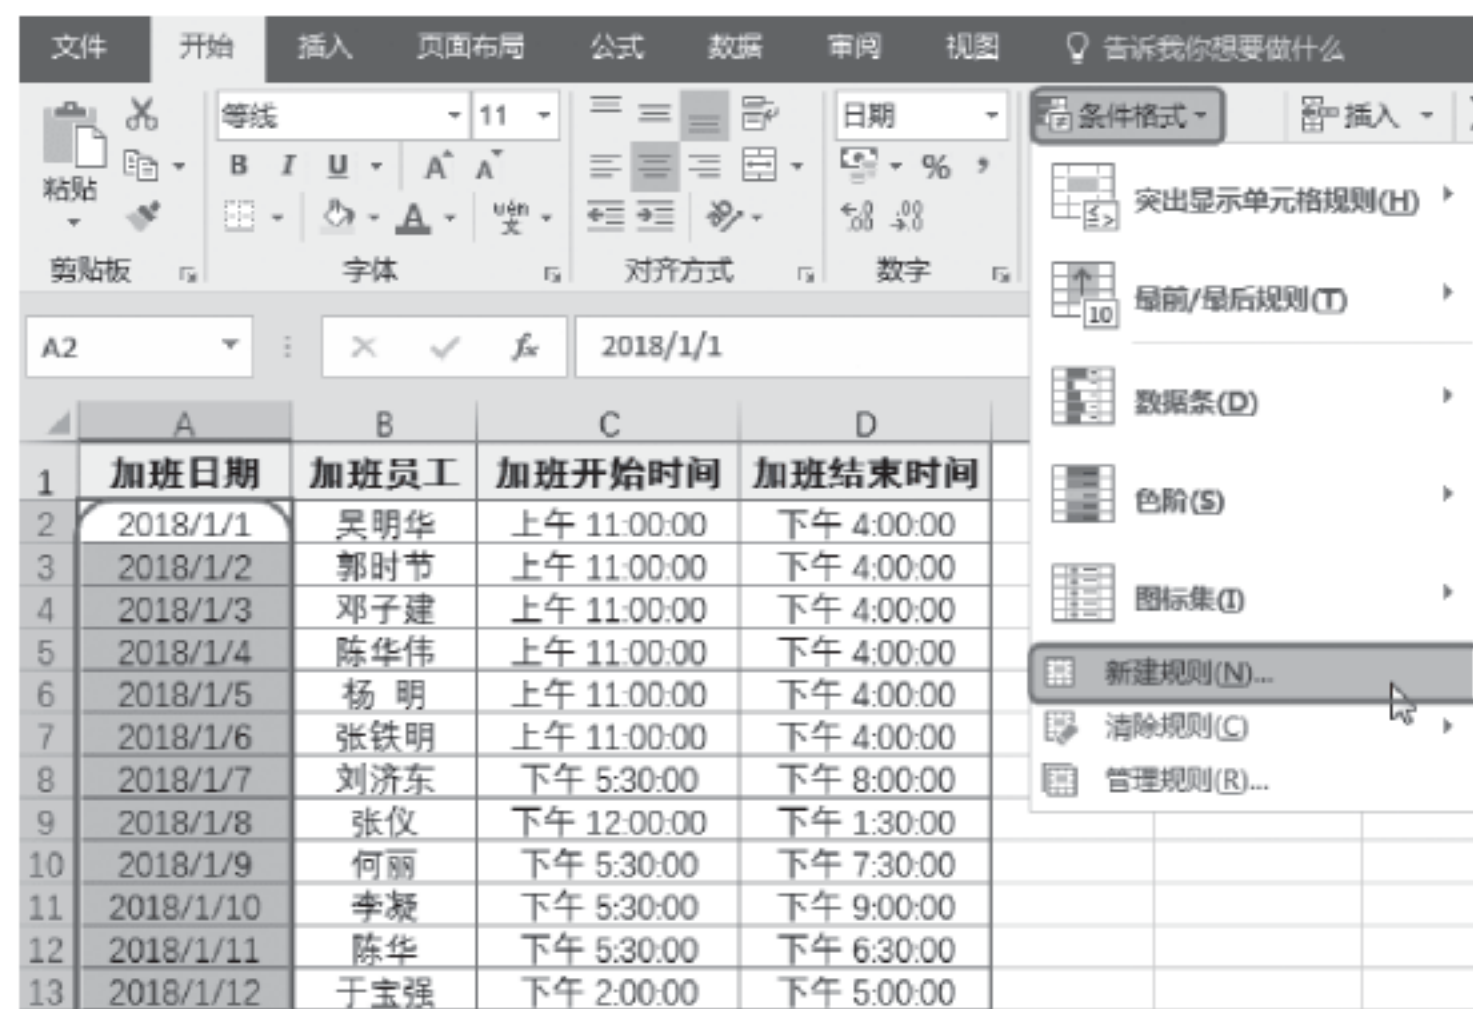 文件 开始 插入 页面布局 公式 数据 审阅 视图 告诉我你想要做什么
等线 11 日期 条件格式 插入
B I U A A % ,
粘贴
A wén 文 .00 .00
剪贴板 字体 对齐方式 数字
突出显示单元格规则(H)
10 最前/最后规则(T)
数据条(D)
色阶(S)
图标集(I)
新建规则(N)...
清除规则(C)
管理规则(R)...
A2 fx 2018/1/1
A B C D
1 加班日期 加班员工 加班开始时间 加班结束时间
2 2018/1/1 吴明华 上午 11:00:00 下午 4:00:00
3 2018/1/2 郭时节 上午 11:00:00 下午 4:00:00
4 2018/1/3 邓子建 上午 11:00:00 下午 4:00:00
5 2018/1/4 陈华伟 上午 11:00:00 下午 4:00:00
6 2018/1/5 杨 明 上午 11:00:00 下午 4:00:00
7 2018/1/6 张铁明 上午 11:00:00 下午 4:00:00
8 2018/1/7 刘济东 下午 5:30:00 下午 8:00:00
9 2018/1/8 张仪 下午 12:00:00 下午 1:30:00
10 2018/1/9 何丽 下午 5:30:00 下午 7:30:00
11 2018/1/10 李凝 下午 5:30:00 下午 9:00:00
12 2018/1/11 陈华 下午 5:30:00 下午 6:30:00
13 2018/1/12 于宝强 下午 2:00:00 下午 5:00:00